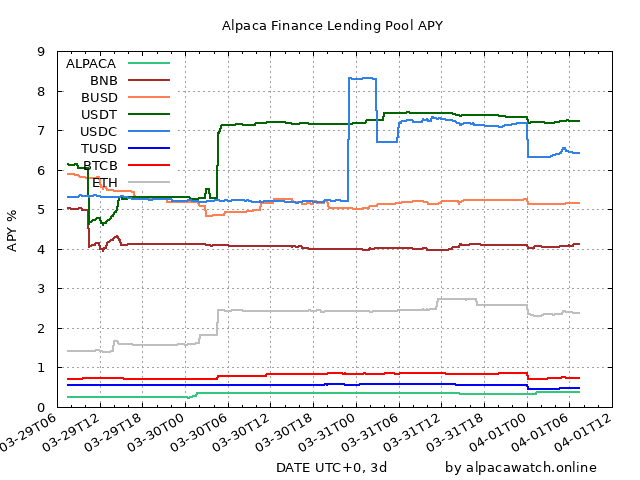 Alpaca Finance Lending Pool APY
9
8
7
6
5
4
3
2
1
0
APY %
ALPACA
BNB
BUSD
USDT
USDC
TUSD
BTCB
ETH
03-29T06
03-29T12
03-29T18
03-30T00
03-30T06
03-30T12
03-30T18
03-31T00
03-31T06
03-31T12
03-31T18
04-01T00
04-01T06
04-01T12
DATE UTC+0, 3d
by alpacawatch.online